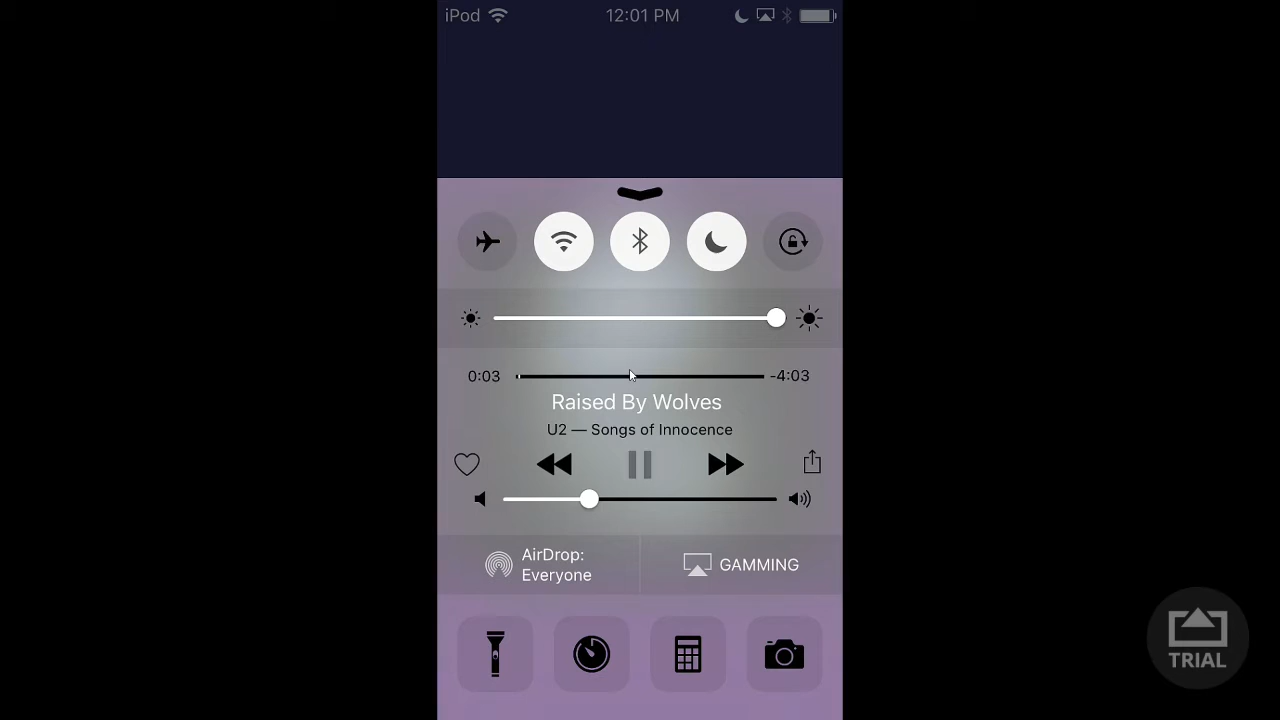 iPod 12:01 PM
0:03 -4:03
Raised By Wolves
U2 — Songs of Innocence
AirDrop:
Everyone
GAMMING
TRIAL